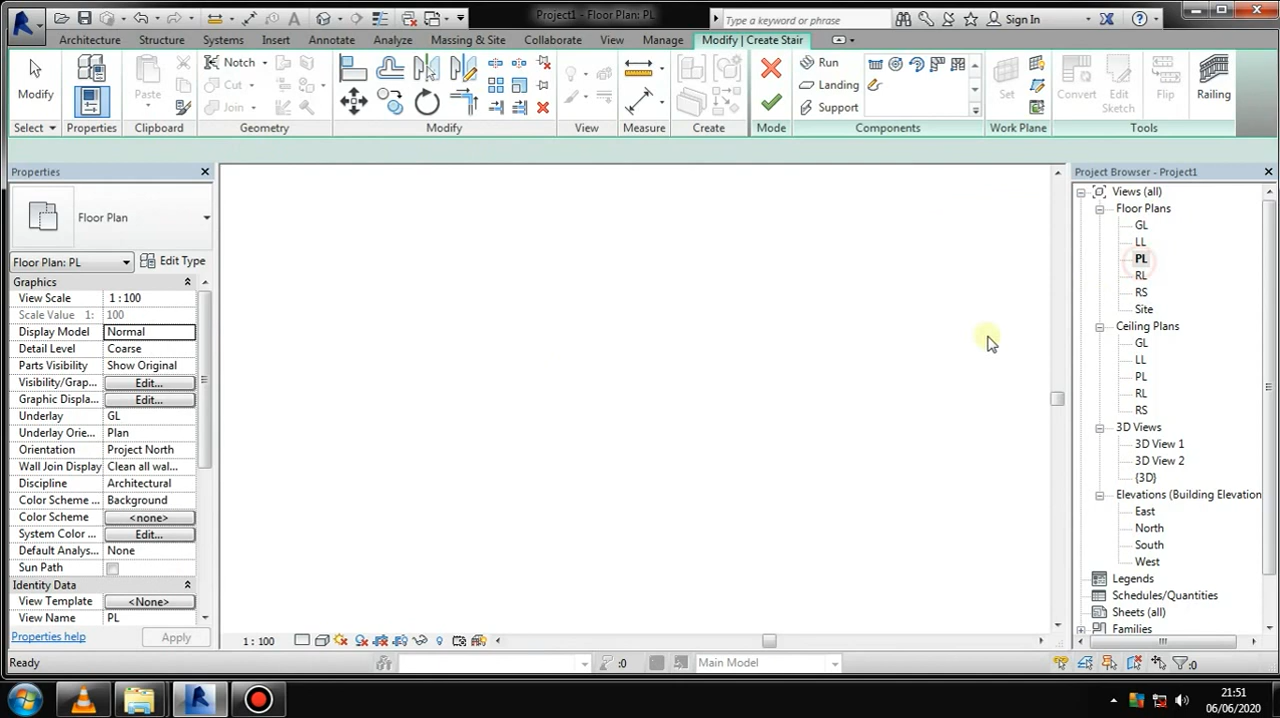 Project1 - Floor Plan: PL
Type a keyword or phrase
Sign In
Architecture Structure Systems Insert Annotate Analyze Massing & Site Collaborate View Manage Modify | Create Stair
Modify
Paste
Notch
Cut
Join
Run
Landing
Support
Set
Convert
Edit Sketch
Flip
Railing
Select Properties Clipboard Geometry Modify View Measure Create Mode Components Work Plane Tools
Properties
Floor Plan
Floor Plan: PL
Edit Type
Graphics
View Scale 1 : 100
Scale Value 1: 100
Display Model Normal
Detail Level Coarse
Parts Visibility Show Original
Visibility/Grap... Edit...
Graphic Displa... Edit...
Underlay GL
Underlay Orie... Plan
Orientation Project North
Wall Join Display Clean all wal...
Discipline Architectural
Color Scheme ... Background
Color Scheme <none>
System Color ... Edit...
Default Analys... None
Sun Path
Identity Data
View Template <None>
View Name PL
Properties help
Apply
1 : 100
Project Browser - Project1
Views (all)
Floor Plans
GL
LL
PL
RL
RS
Site
Ceiling Plans
GL
LL
PL
RL
RS
3D Views
3D View 1
3D View 2
{3D}
Elevations (Building Elevation
East
North
South
West
Legends
Schedules/Quantities
Sheets (all)
Families
Ready
:0
Main Model
:0
21:51
06/06/2020